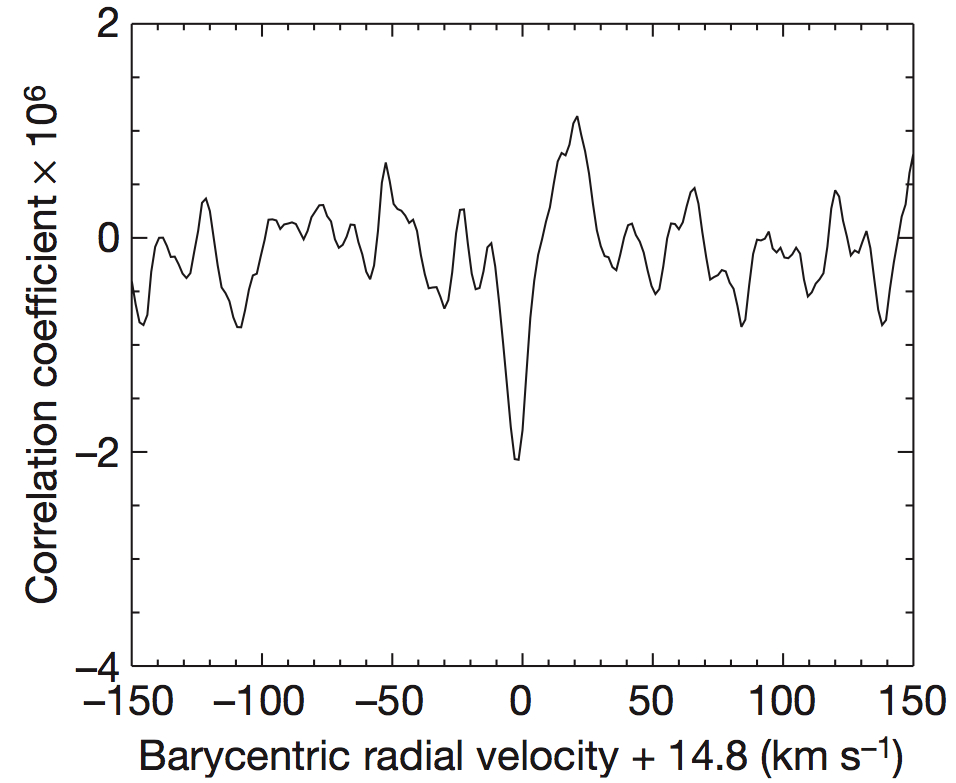 2
0
−2
−4
Correlation coefficient × 10⁶
−150 −100 −50 0 50 100 150
Barycentric radial velocity + 14.8 (km s⁻¹)